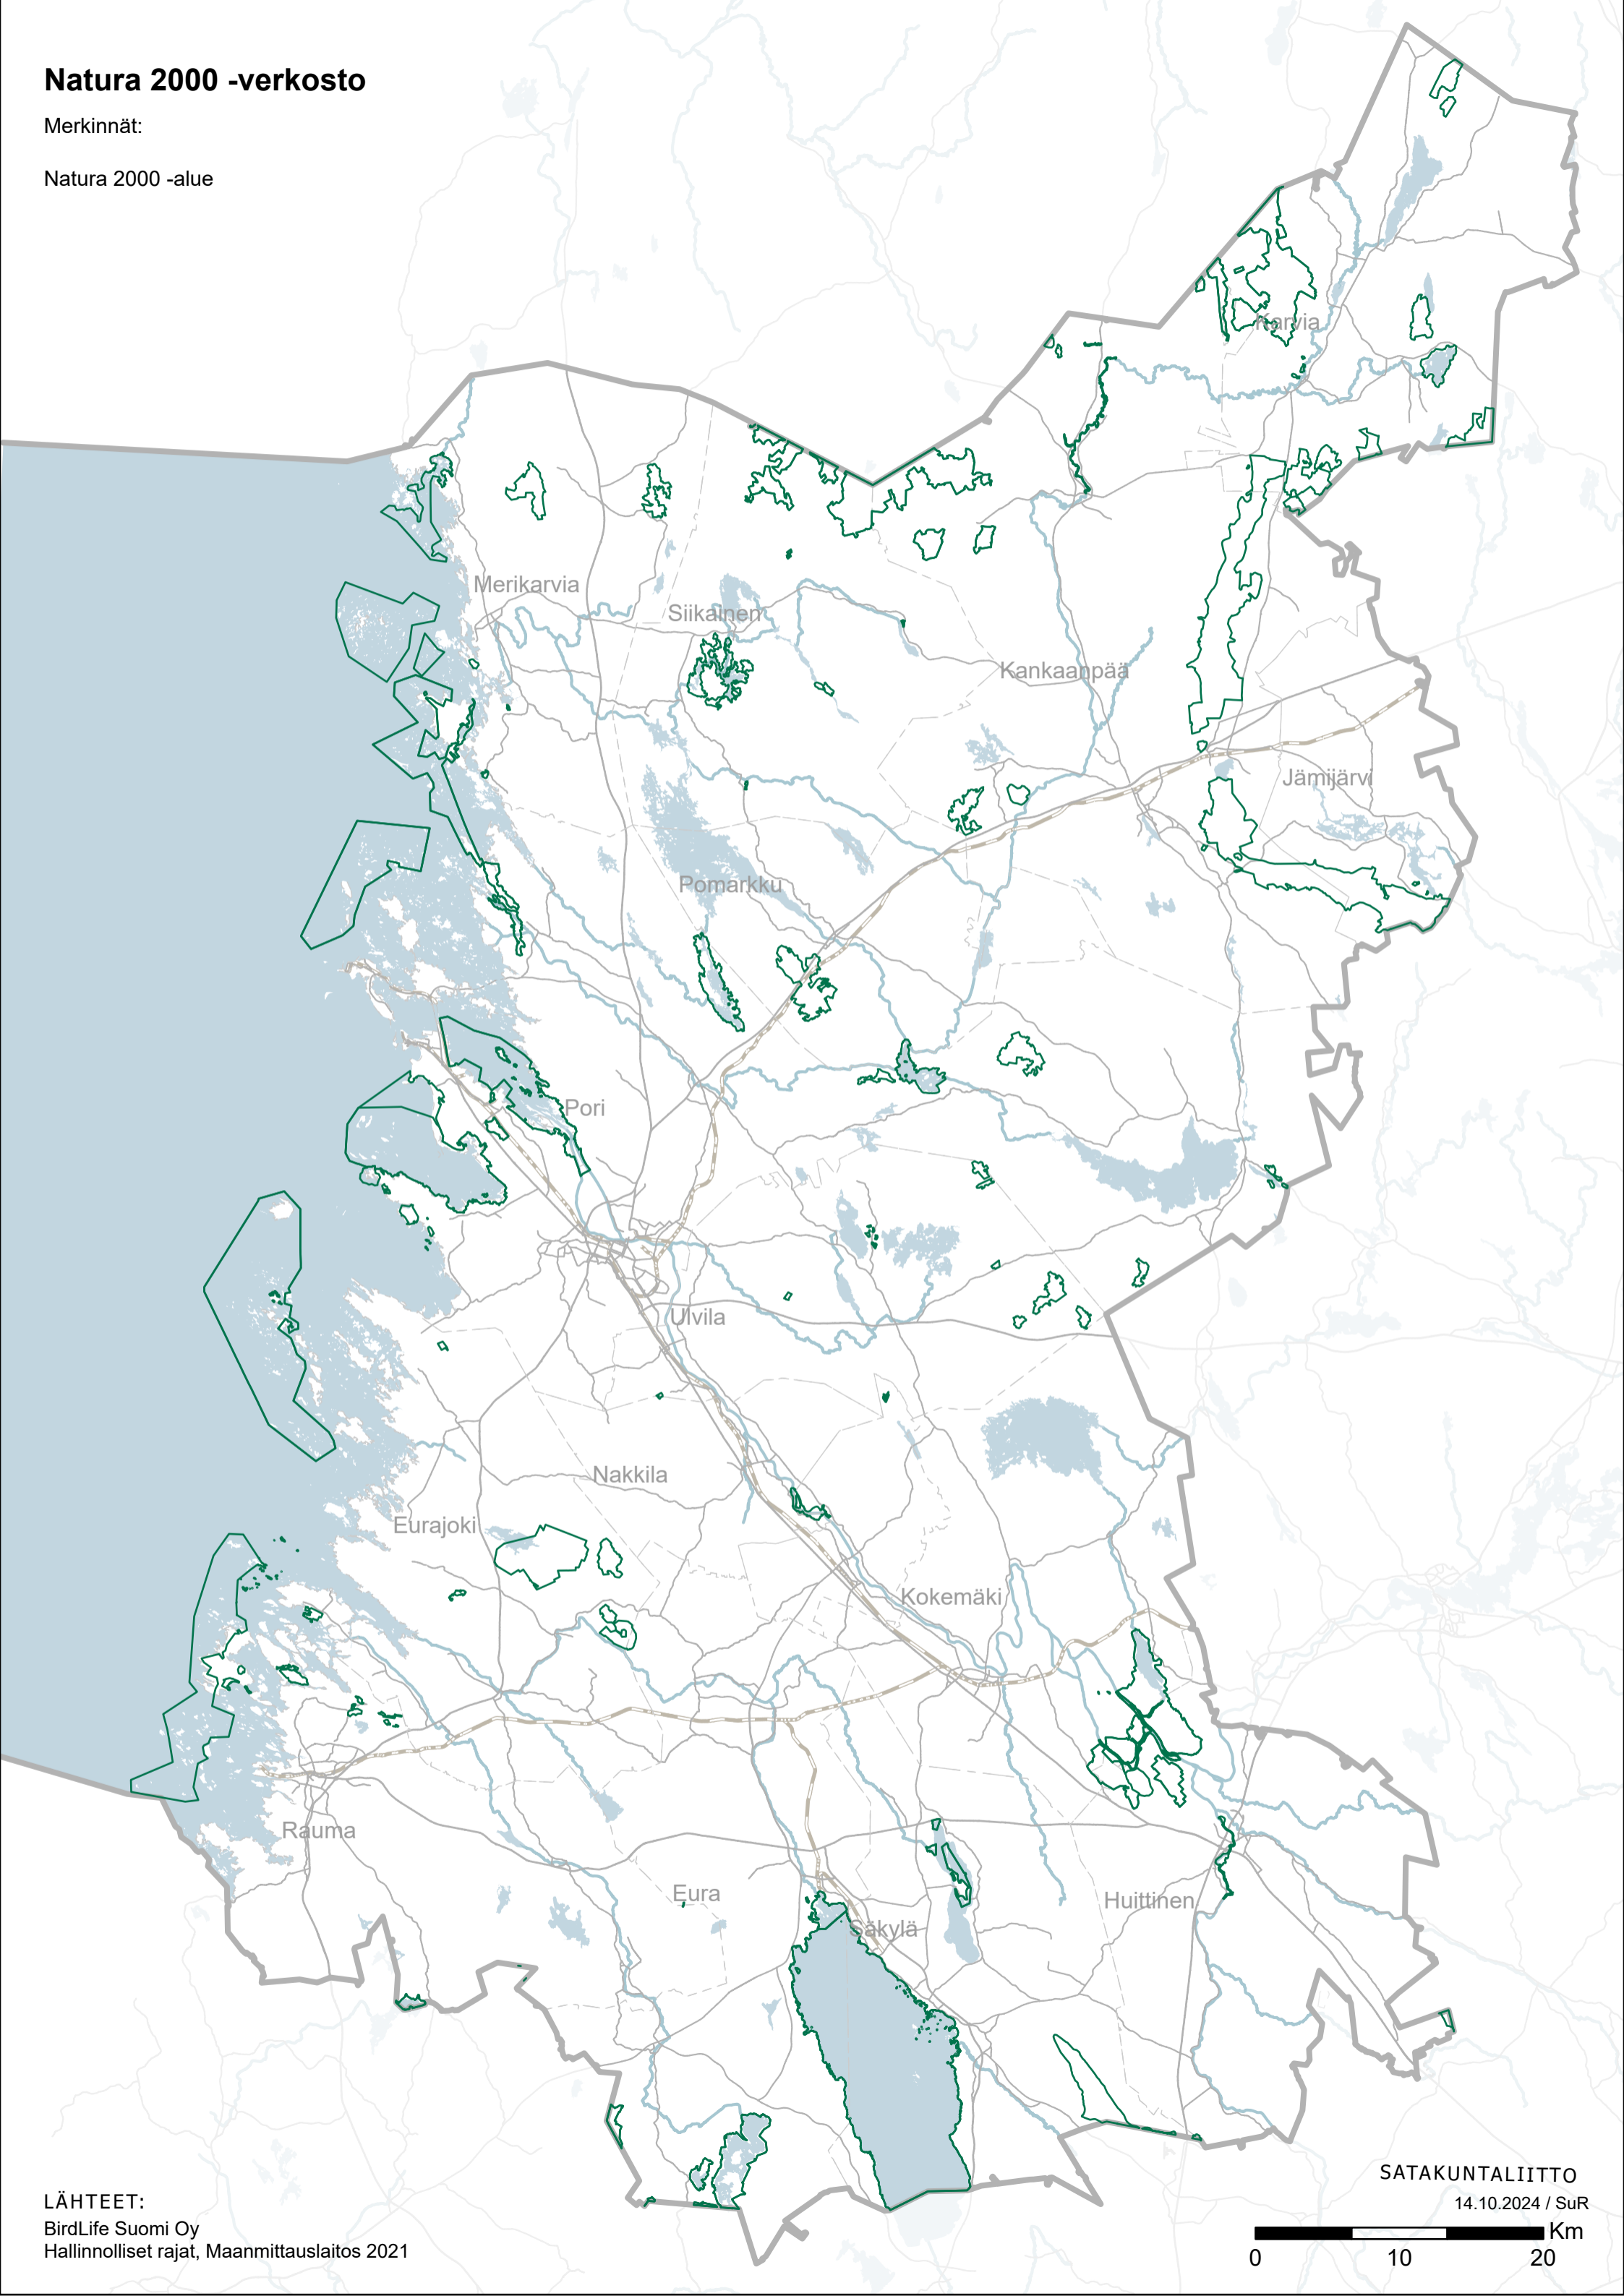 Natura 2000 -verkosto
Merkinnät:
Natura 2000 -alue
Karvia
Merikarvia
Siikainen
Kankaanpää
Jämijärvi
Pomarkku
Pori
Ulvila
Nakkila
Eurajoki
Kokemäki
Rauma
Eura
Säkylä
Huittinen
LÄHTEET:
BirdLife Suomi Oy
Hallinnolliset rajat, Maanmittauslaitos 2021
SATAKUNTALIITTO
14.10.2024 / SuR
Km
0 10 20